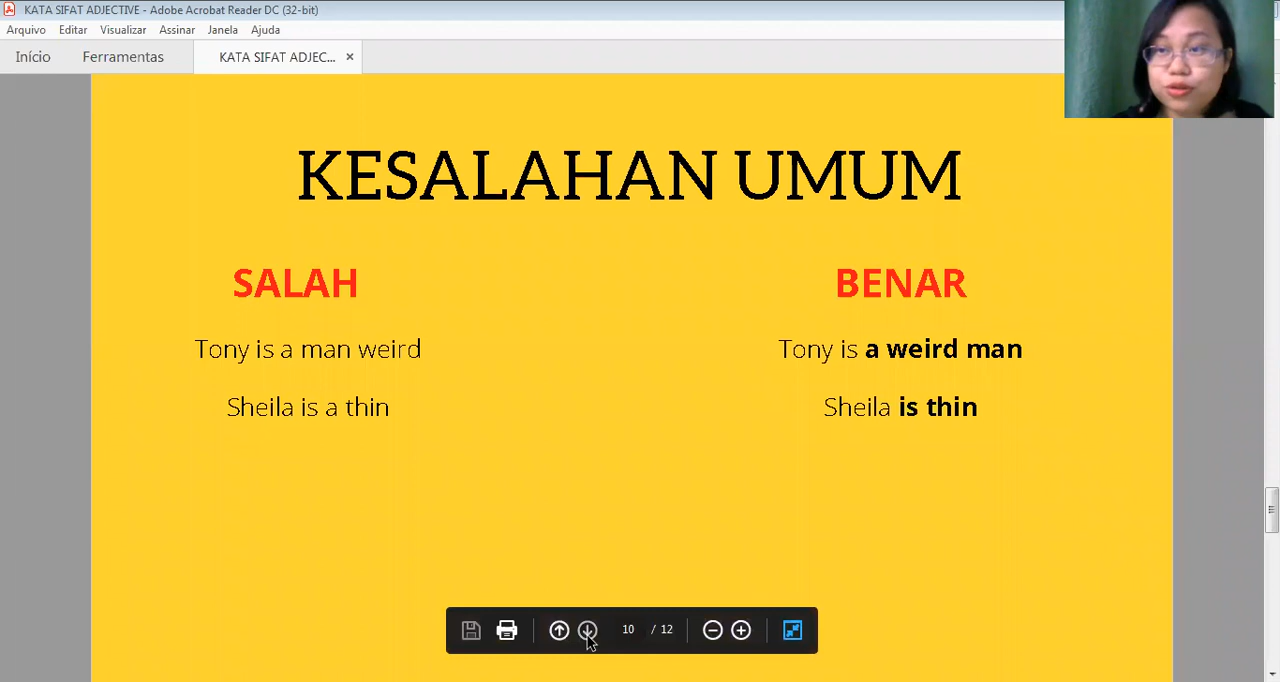 KATA SIFAT ADJECTIVE - Adobe Acrobat Reader DC (32-bit)
Arquivo Editar Visualizar Assinar Janela Ajuda
Início Ferramentas KATA SIFAT ADJEC... ×
KESALAHAN UMUM
SALAH BENAR
Tony is a man weird Tony is a weird man
Sheila is a thin Sheila is thin
10 / 12